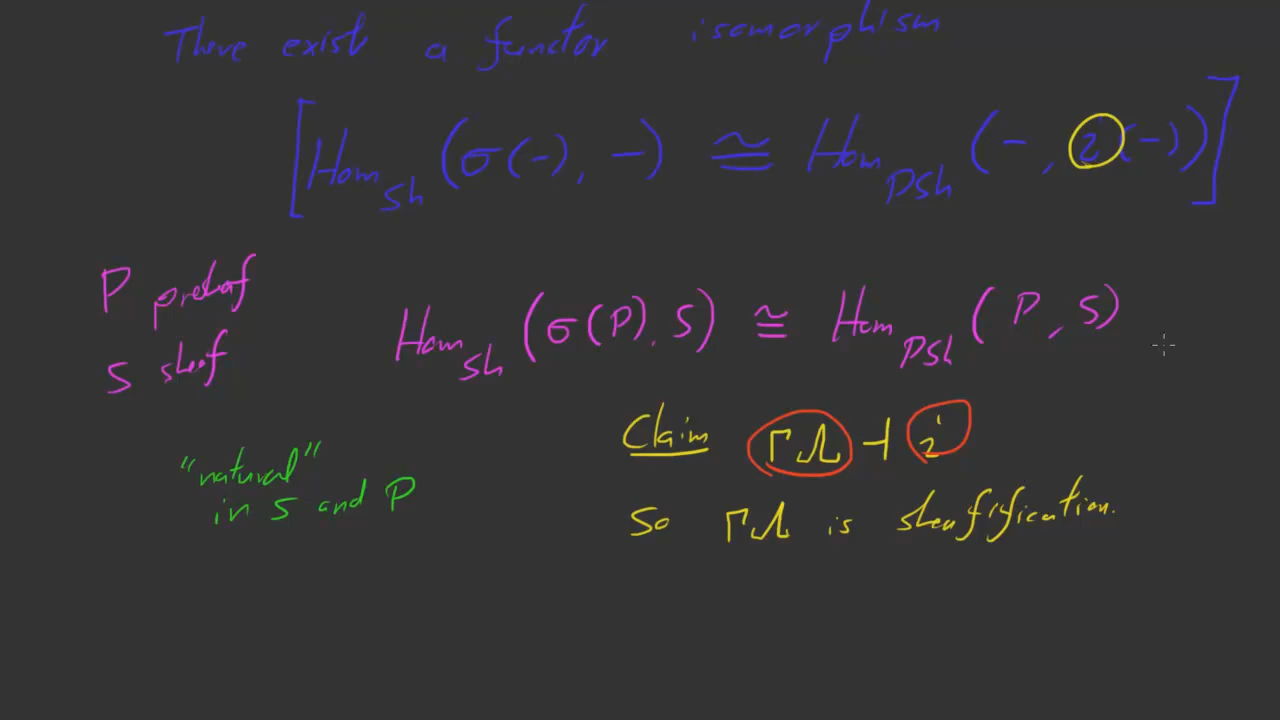 There exist a functor isomorphism
[Hom_Sh (σ(-), -) ≅ Hom_PSh (-, i(-))]
P presheaf
S sheaf
Hom_Sh (σ(P), S) ≅ Hom_PSh (P, S)
"natural"
in S and P
Claim ΓΛ ⊣ i
So ΓΛ is sheafification.